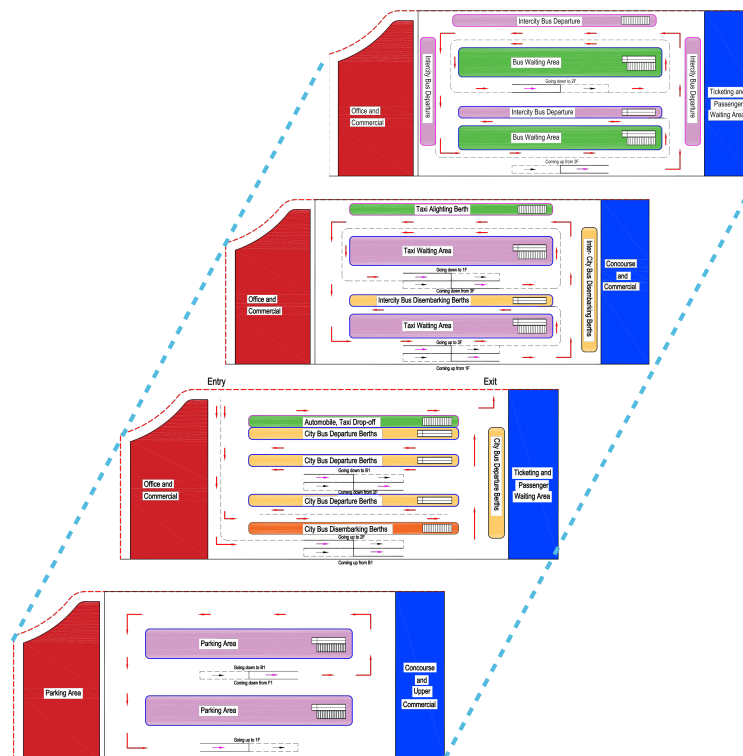 Intercity Bus Departure
Intercity Bus Departure
Bus Waiting Area
Intercity Bus Departure
Going down to 2F
Ticketing and
Passenger
Waiting Area
Office and
Commercial
Intercity Bus Departure
Bus Waiting Area
Coming up from 2F
Taxi Alighting Berth
Taxi Waiting Area
Inter- City Bus Disembarking Berths
Concourse
and
Commercial
Going down to 1F
Coming down from 3F
Office and
Commercial
Intercity Bus Disembarking Berths
Taxi Waiting Area
Going up to 3F
Coming up from 1F
Entry
Exit
Automobile, Taxi Drop-off
City Bus Departure Berths
City Bus Departure Berths
City Bus Departure Berths
Going down to B1
Coming down from 2F
Office and
Commercial
Ticketing and
Passenger
Waiting Area
City Bus Departure Berths
City Bus Disembarking Berths
Going up to 2F
Coming up from B1
Parking Area
Going down to B1
Coming down from F1
Parking Area
Concourse
and
Upper
Commercial
Parking Area
Going up to 1F